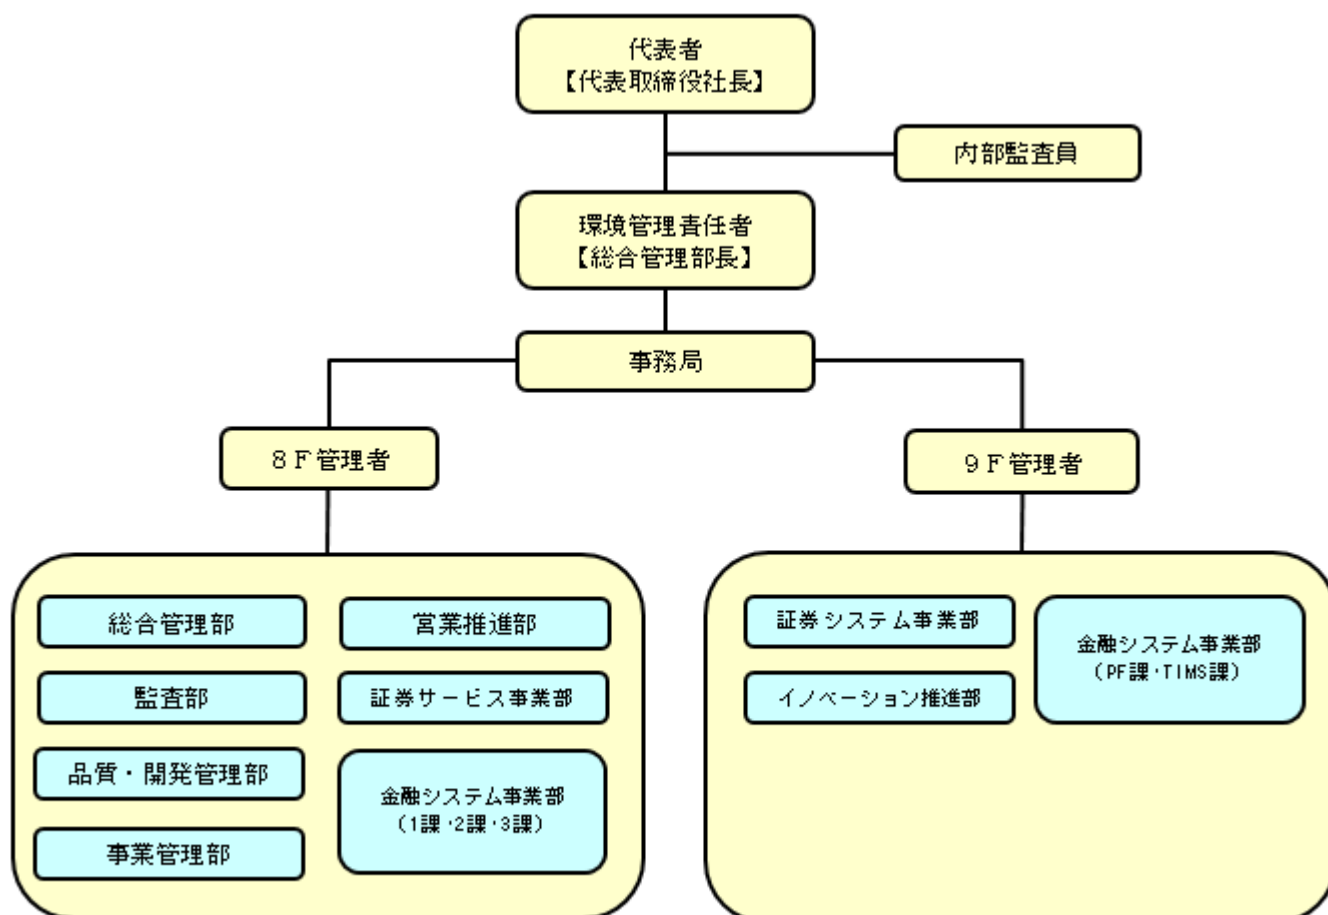 代表者
【代表取締役社長】
内部監査員
環境管理責任者
【総合管理部長】
事務局
８Ｆ管理者
９Ｆ管理者
総合管理部
営業推進部
監査部
証券サービス事業部
品質・開発管理部
金融システム事業部
(1課・2課・3課)
事業管理部
証券システム事業部
金融システム事業部
(PF課・TIMS課)
イノベーション推進部